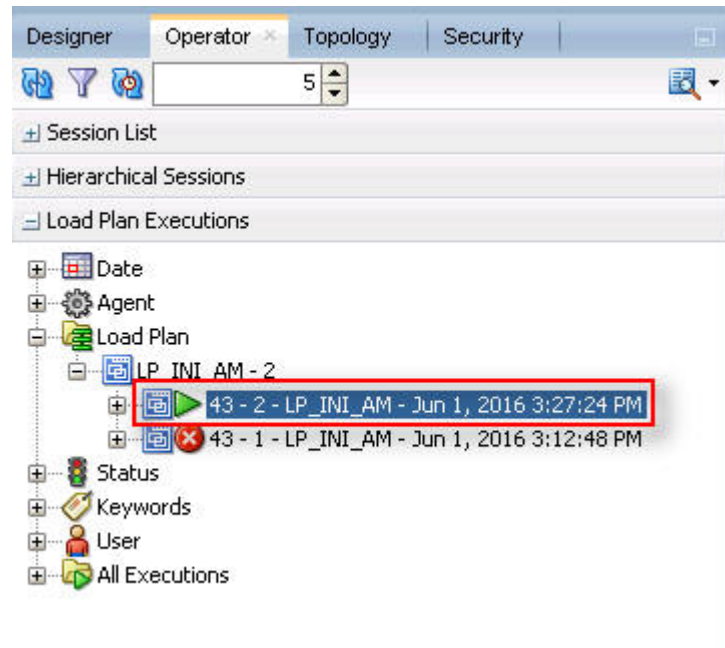 Designer Operator Topology Security
5
Session List
Hierarchical Sessions
Load Plan Executions
Date
Agent
Load Plan
LP_INI_AM - 2
43 - 2 - LP_INI_AM - Jun 1, 2016 3:27:24 PM
43 - 1 - LP_INI_AM - Jun 1, 2016 3:12:48 PM
Status
Keywords
User
All Executions